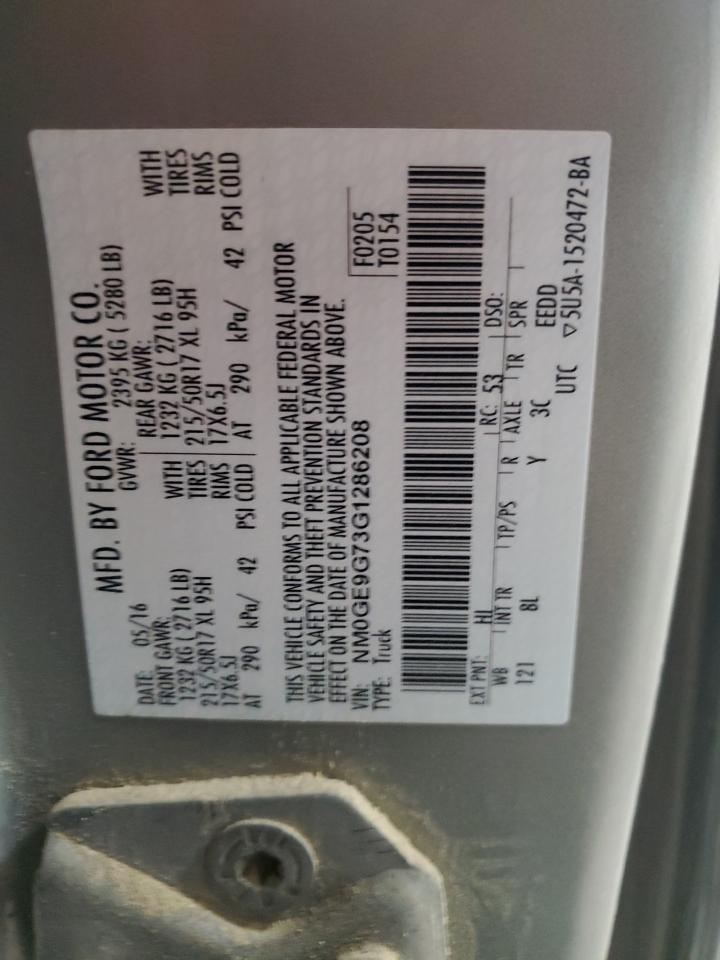 MFD. BY FORD MOTOR CO.
DATE: 05/16 GVWR: 2395 KG ( 5280 LB)
FRONT GAWR: REAR GAWR:
1232 KG ( 2716 LB) WITH 1232 KG ( 2716 LB) WITH
215/50R17 XL 95H TIRES 215/50R17 XL 95H TIRES
17X6.5J RIMS 17X6.5J RIMS
AT 290 kPa/ 42 PSI COLD AT 290 kPa/ 42 PSI COLD
THIS VEHICLE CONFORMS TO ALL APPLICABLE FEDERAL MOTOR
VEHICLE SAFETY AND THEFT PREVENTION STANDARDS IN
EFFECT ON THE DATE OF MANUFACTURE SHOWN ABOVE.
VIN: NM0GE9G73G1286208 F0205
TYPE: Truck T0154
EXT PNT: HL RC: 53 DSO:
WB INT TR TP/PS R AXLE TR SPR
121 BL Y 3C EEDD
UTC ▽5U5A-1520472-BA